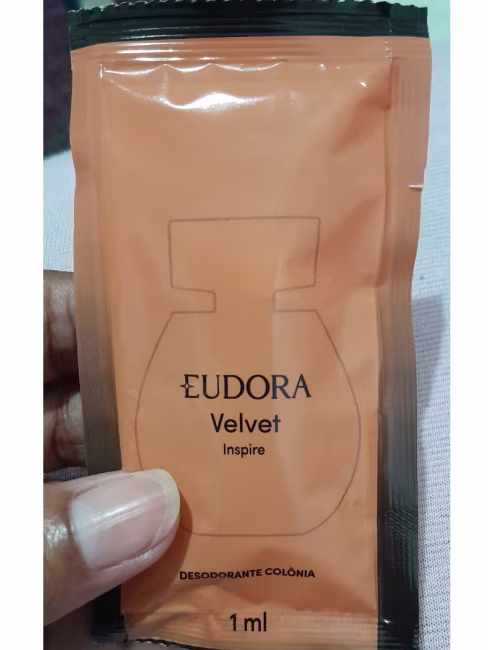 EUDORA
Velvet
Inspire
DESODORANTE COLÔNIA
1 ml